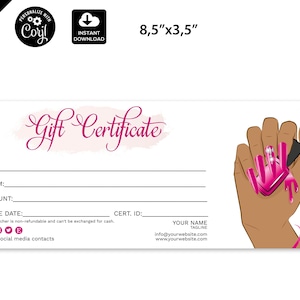 PERSONALIZE WITH
Corjl
INSTANT
DOWNLOAD
8,5"x3,5"
Gift Certificate
UNT:
E DATE: CERT. ID:
cher is non-refundable and can't be exchanged for cash.
ocial media contacts
YOUR NAME
TAGLINE
info@yourwebsite.com
www.yourwebsite.com